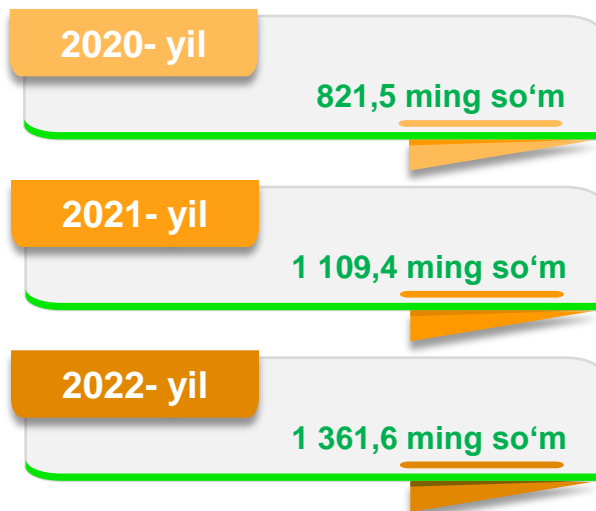 2020- yil
821,5 ming so‘m
2021- yil
1 109,4 ming so‘m
2022- yil
1 361,6 ming so‘m